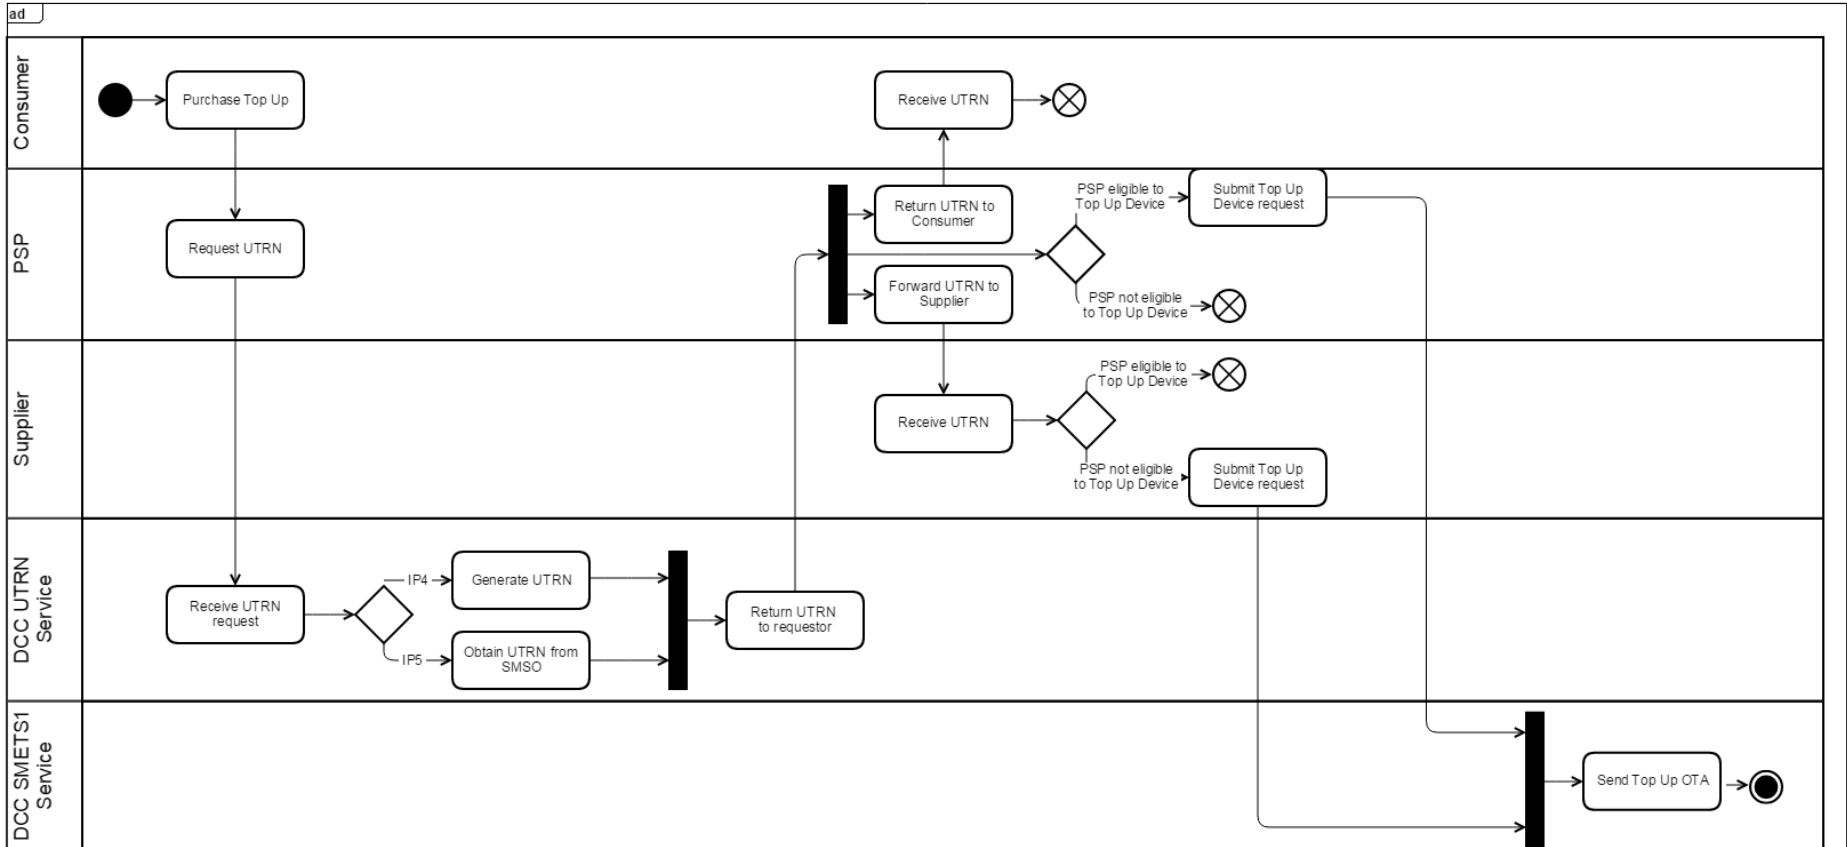 ad
Consumer
Purchase Top Up
Receive UTRN
PSP
Request UTRN
Return UTRN to
Consumer
Forward UTRN to
Supplier
PSP eligible to
Top Up Device
Submit Top Up
Device request
PSP not eligible
to Top Up Device
Supplier
Receive UTRN
PSP eligible to
Top Up Device
PSP not eligible
to Top Up Device
Submit Top Up
Device request
DCC UTRN
Service
Receive UTRN
request
IP4
Generate UTRN
IP5
Obtain UTRN from
SMSO
Return UTRN
to requestor
DCC SMETS1
Service
Send Top Up OTA